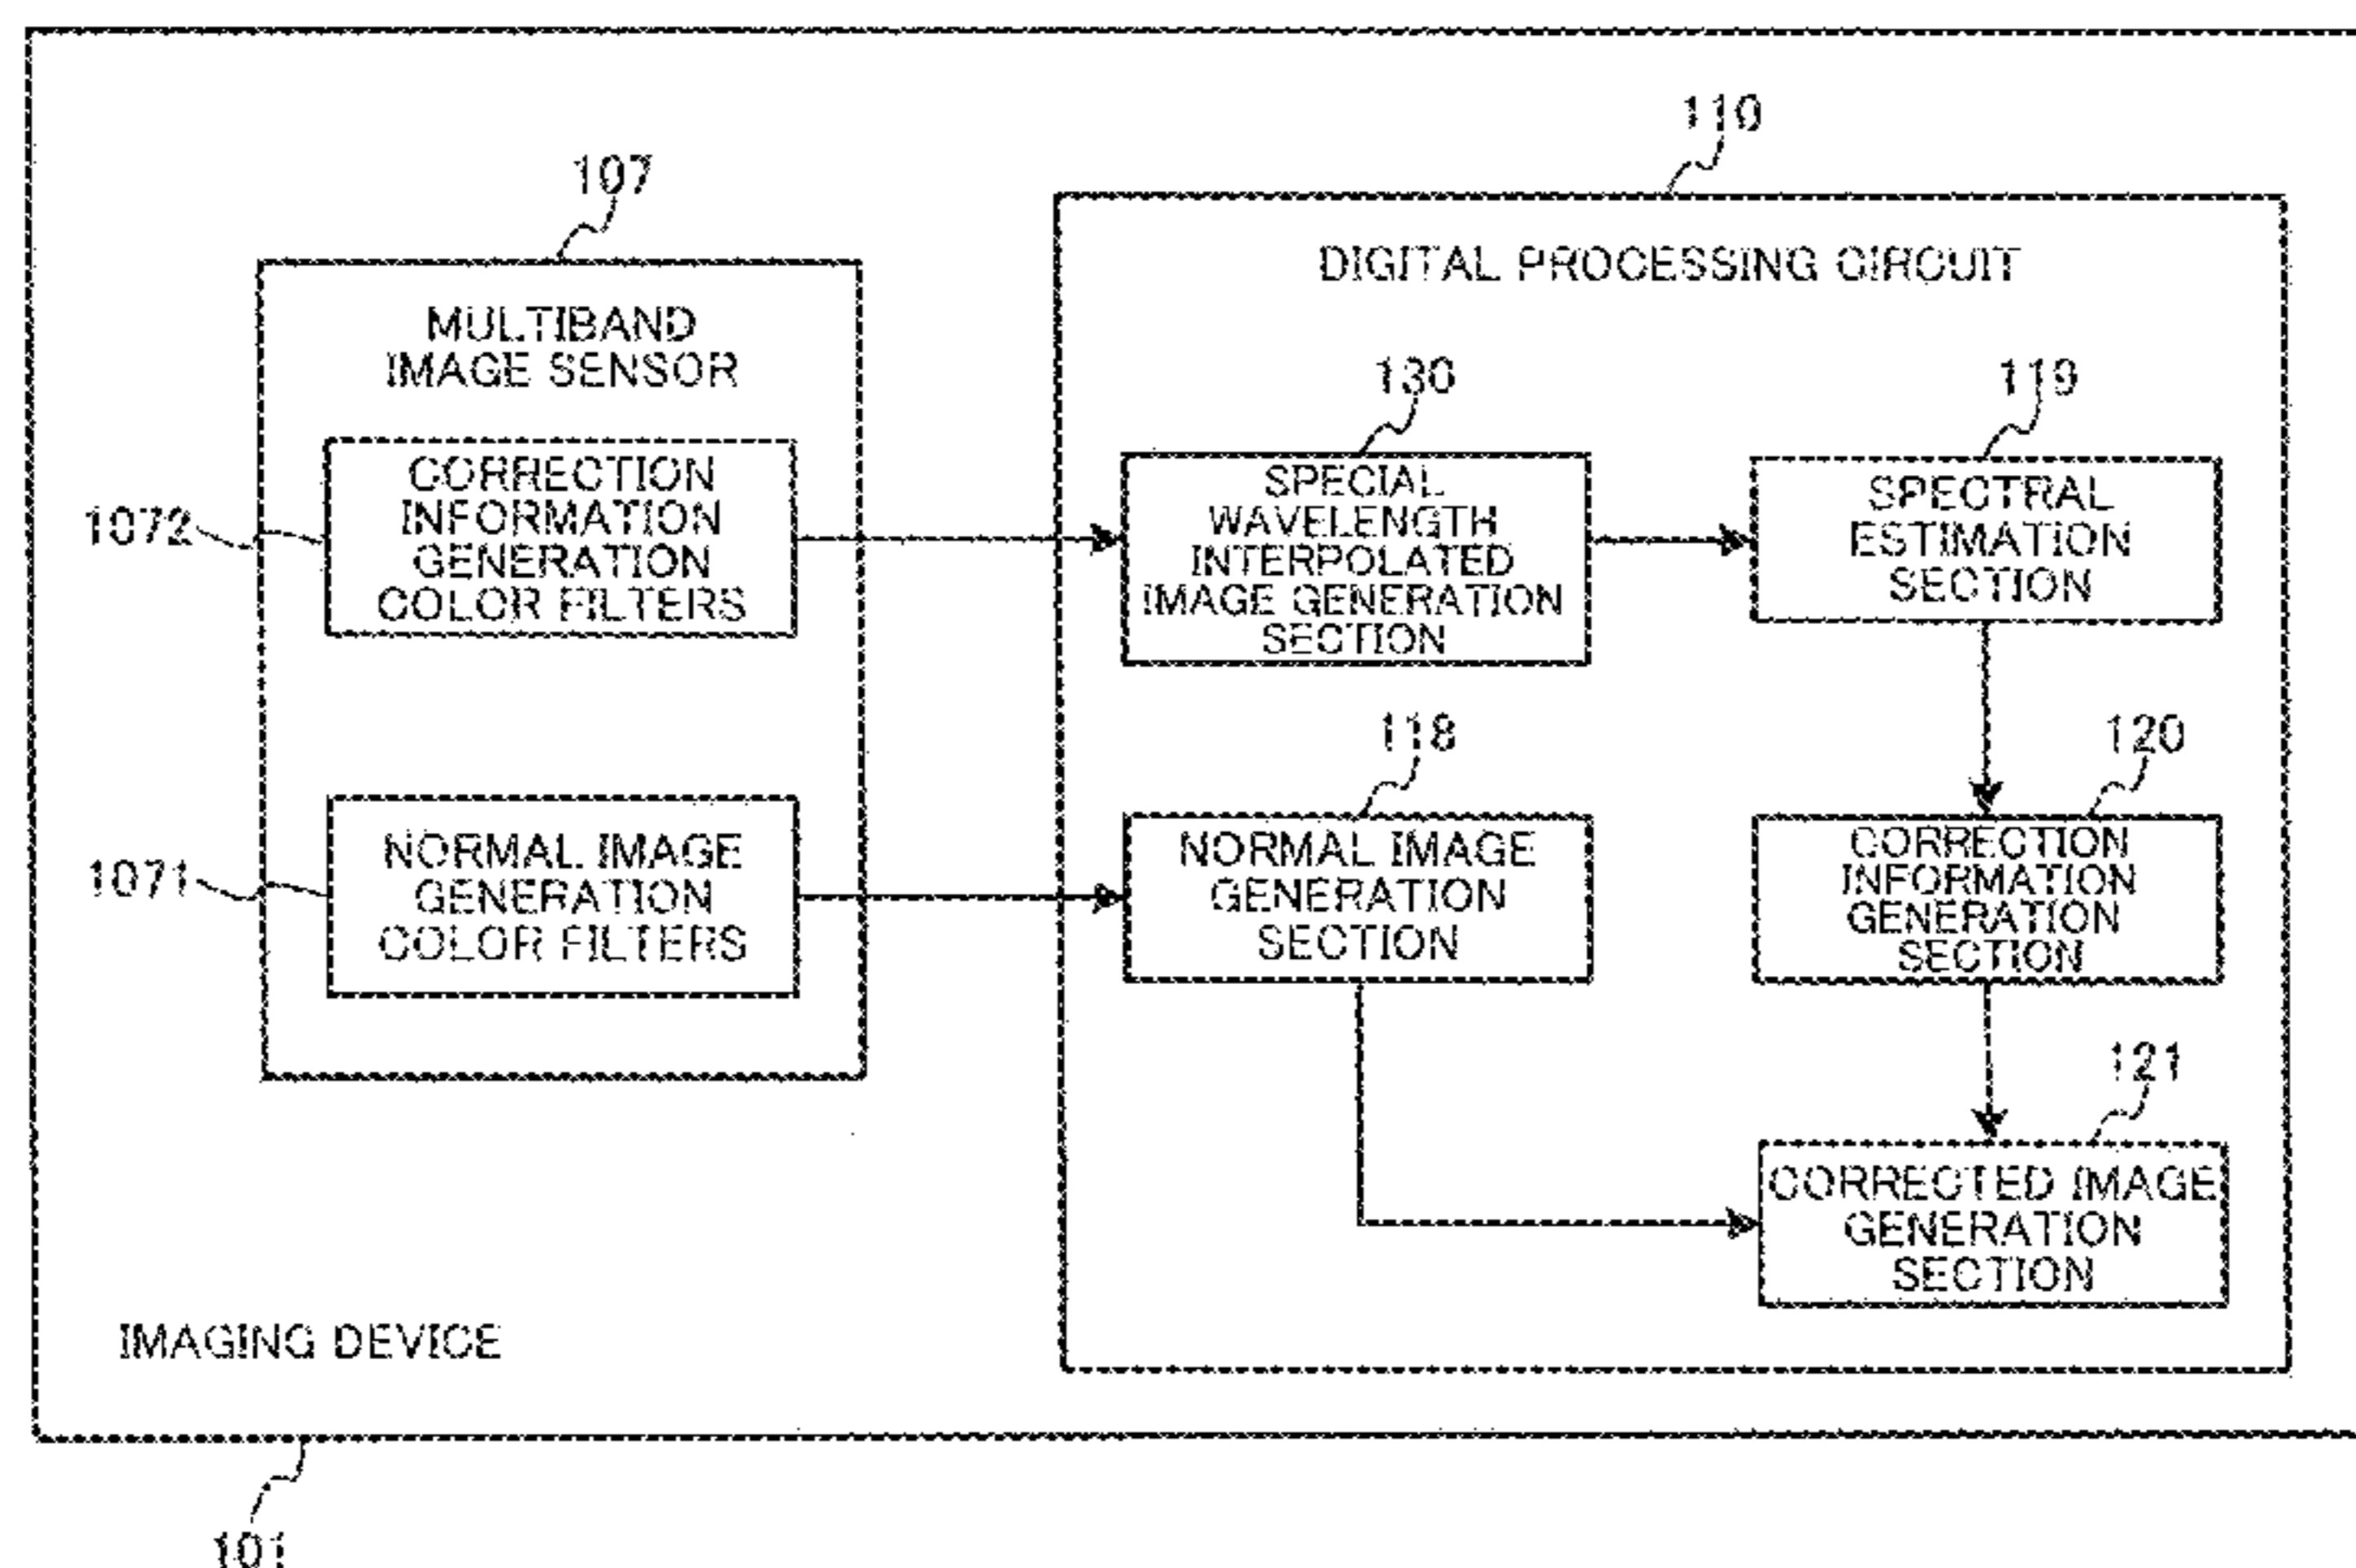 110
107
DIGITAL PROCESSING CIRCUIT
MULTIBAND
IMAGE SENSOR
130
119
1072
CORRECTION
INFORMATION
GENERATION
COLOR FILTERS
SPECIAL
WAVELENGTH
INTERPOLATED
IMAGE GENERATION
SECTION
SPECTRAL
ESTIMATION
SECTION
118
120
1071
NORMAL IMAGE
GENERATION
COLOR FILTERS
NORMAL IMAGE
GENERATION
SECTION
CORRECTION
INFORMATION
GENERATION
SECTION
121
CORRECTED IMAGE
GENERATION
SECTION
IMAGING DEVICE
101